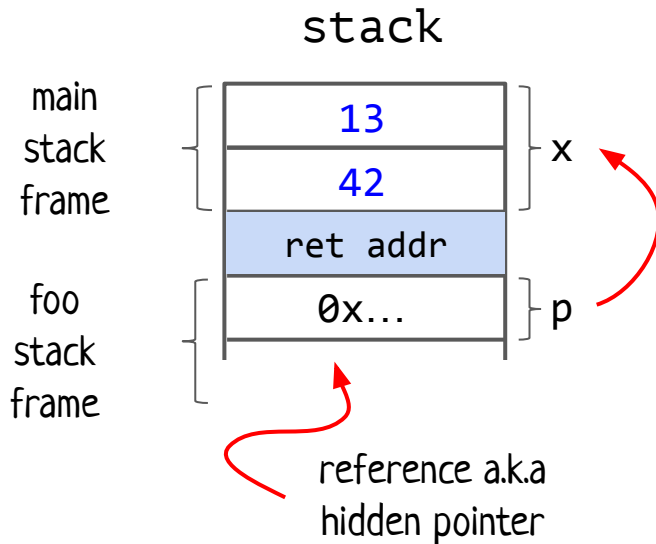 stack
main
stack
frame
13
42
x
ret addr
foo
stack
frame
0x...
p
reference a.k.a
hidden pointer